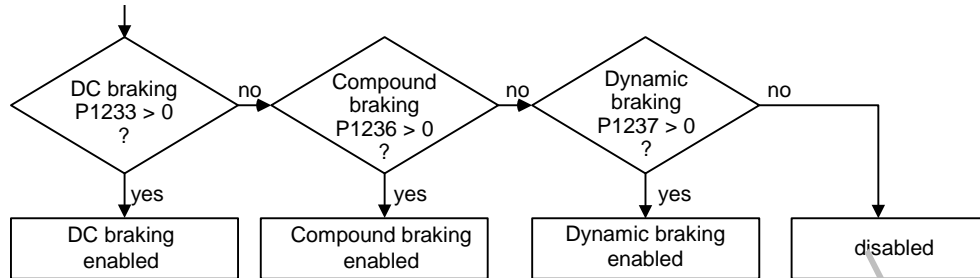 DC braking
P1233 > 0
?
no
Compound
braking
P1236 > 0
?
no
Dynamic
braking
P1237 > 0
?
no
yes
yes
yes
DC braking
enabled
Compound braking
enabled
Dynamic braking
enabled
disabled